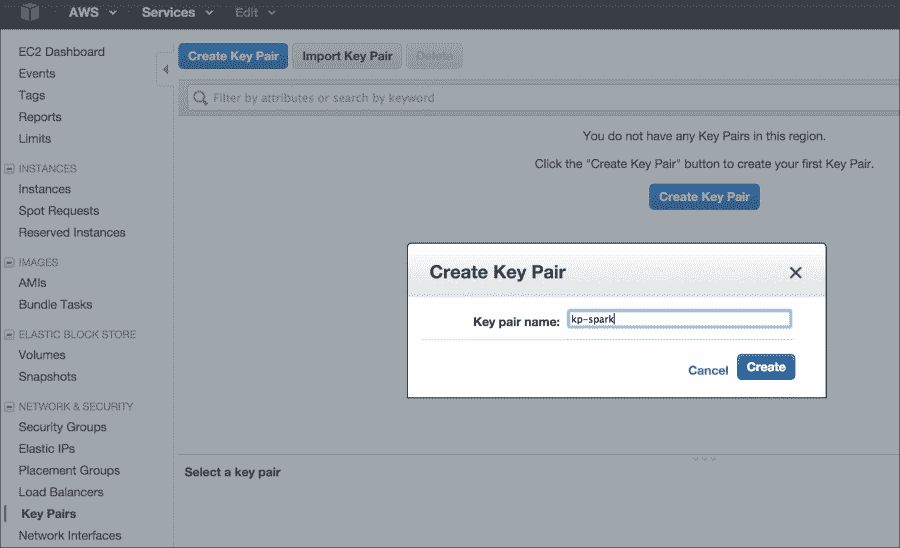 AWS Services Edit
EC2 Dashboard
Events
Tags
Reports
Limits
INSTANCES
Instances
Spot Requests
Reserved Instances
IMAGES
AMIs
Bundle Tasks
ELASTIC BLOCK STORE
Volumes
Snapshots
NETWORK & SECURITY
Security Groups
Elastic IPs
Placement Groups
Load Balancers
Key Pairs
Network Interfaces
Create Key Pair Import Key Pair Delete
Filter by attributes or search by keyword
You do not have any Key Pairs in this region.
Click the "Create Key Pair" button to create your first Key Pair.
Create Key Pair
Create Key Pair
Key pair name: kp-spark
Cancel Create
Select a key pair